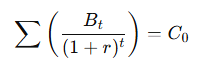 ∑ ( B_t / (1 + r)^t ) = C_0